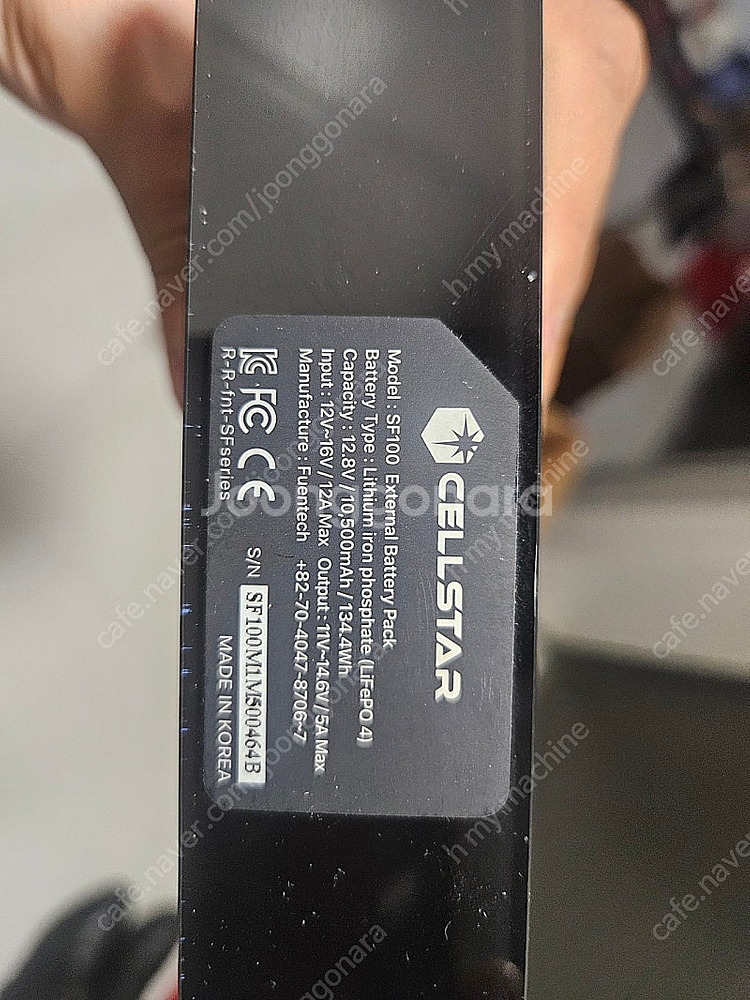 CELLSTAR
Model : SF100 External Battery Pack
Battery Type : Lithium iron phosphate (LiFePO4)
Capacity : 12.8V / 10,500mAh / 134.4Wh
Input : 12V~16V / 12A Max Output : 11V~14.6V / 5A Max
Manufacture : Fuentech +82-70-4047-8706~7
R-R-fnt-SFseries
S/N SF100M1M500464B
MADE IN KOREA
Joonggonara
cafe.naver.com/joonggonara
h.my machine